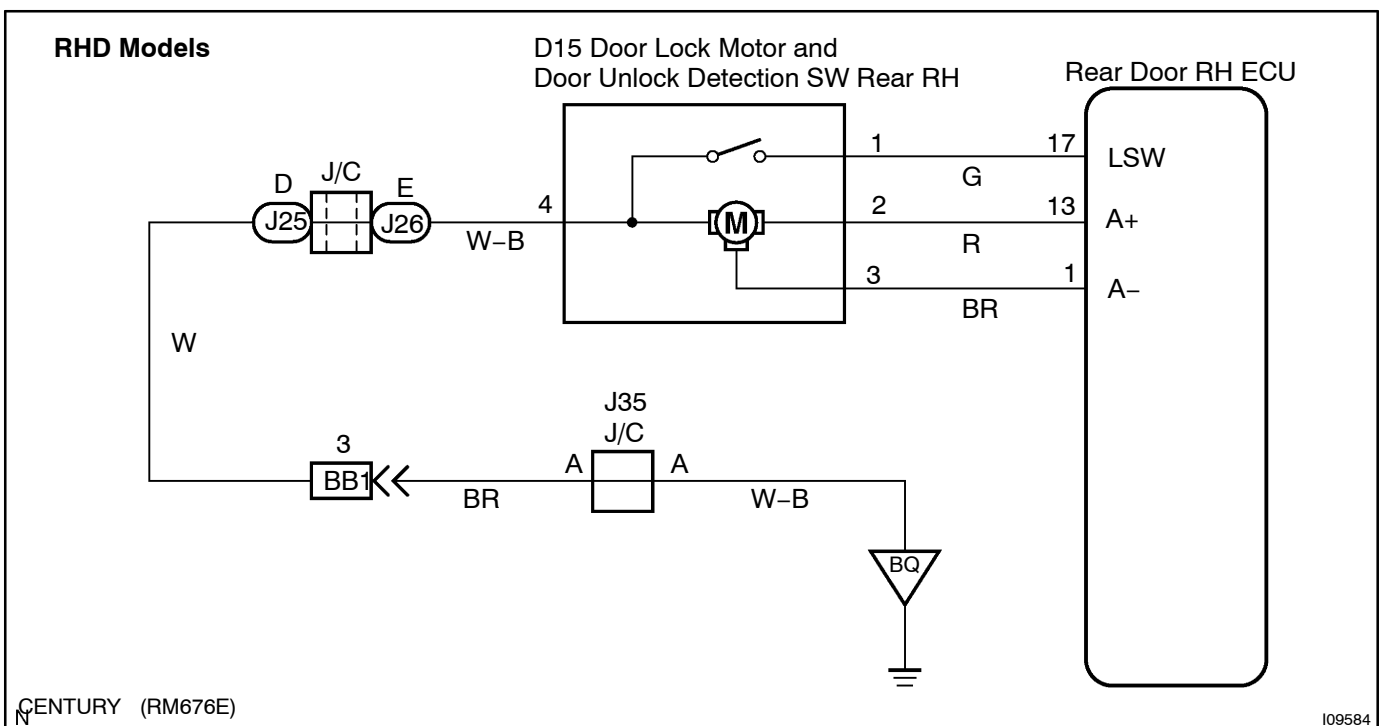 RHD Models
D15 Door Lock Motor and
Door Unlock Detection SW Rear RH
Rear Door RH ECU
1
17
LSW
G
D
J/C
E
J25
J26
4
W−B
M
2
13
A+
R
3
1
A−
BR
W
J35
J/C
3
BB1
BR
A
A
W−B
BQ
CENTURY (RM676E)
N
I09584